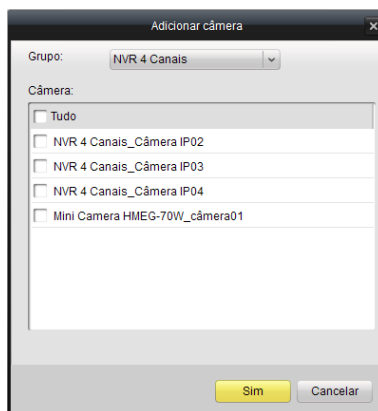 Adicionar câmera
Grupo: NVR 4 Canais
Câmera:
Tudo
NVR 4 Canais_Câmera IP02
NVR 4 Canais_Câmera IP03
NVR 4 Canais_Câmera IP04
Mini Camera HMEG-70W_câmera01
Sim Cancelar